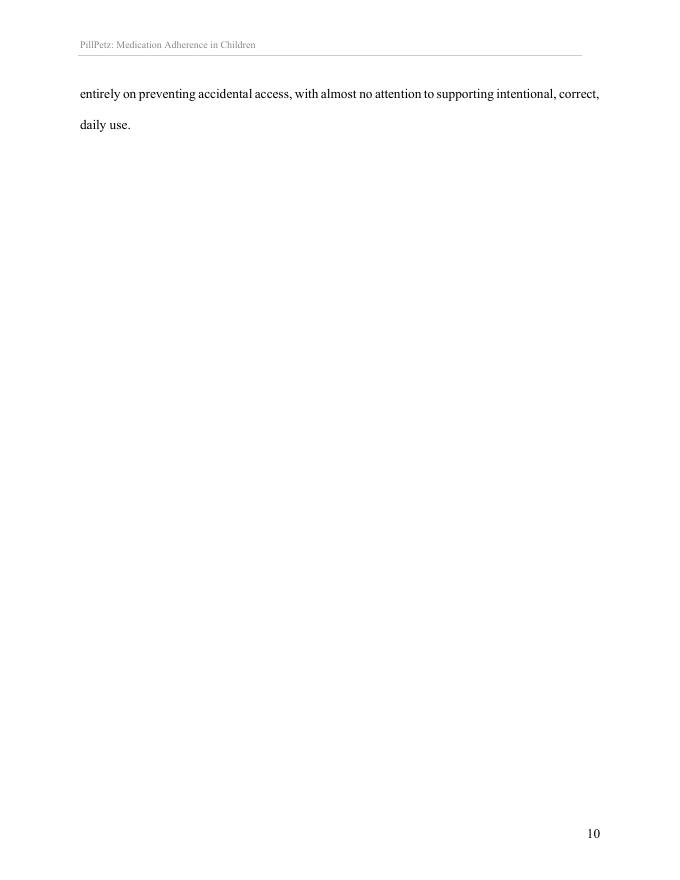 PillPetz: Medication Adherence in Children
entirely on preventing accidental access, with almost no attention to supporting intentional, correct,
daily use.
10